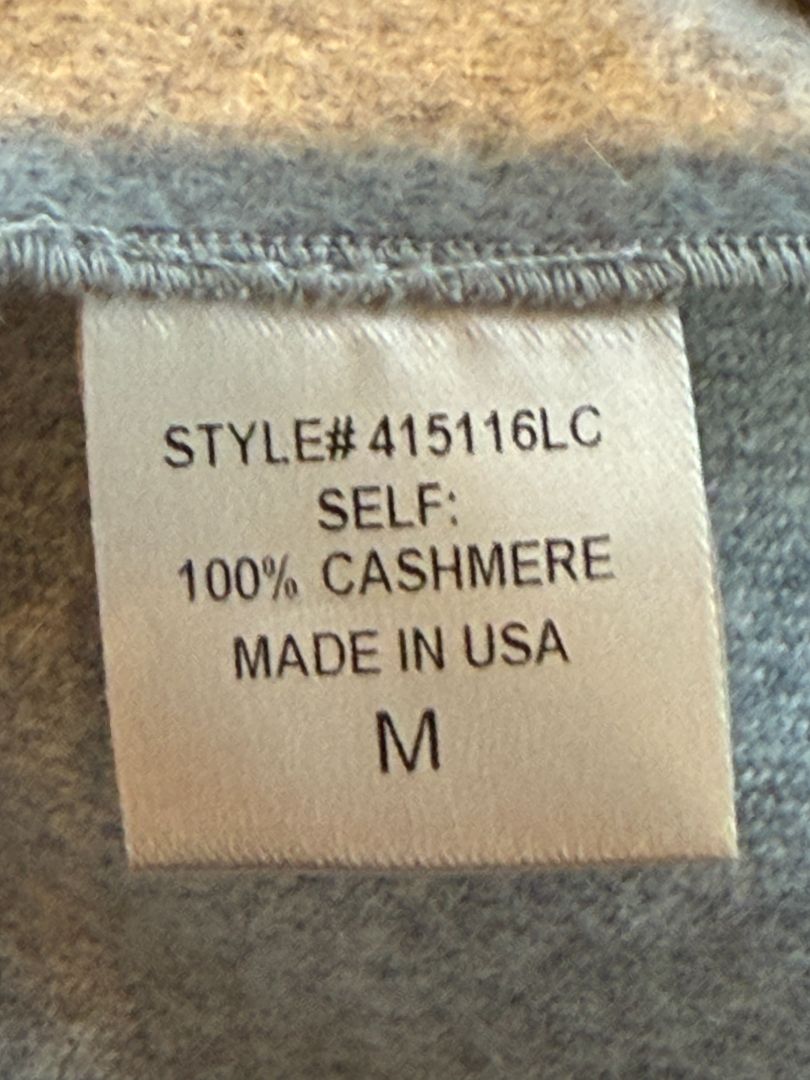 STYLE# 415116LC
SELF:
100% CASHMERE
MADE IN USA
M